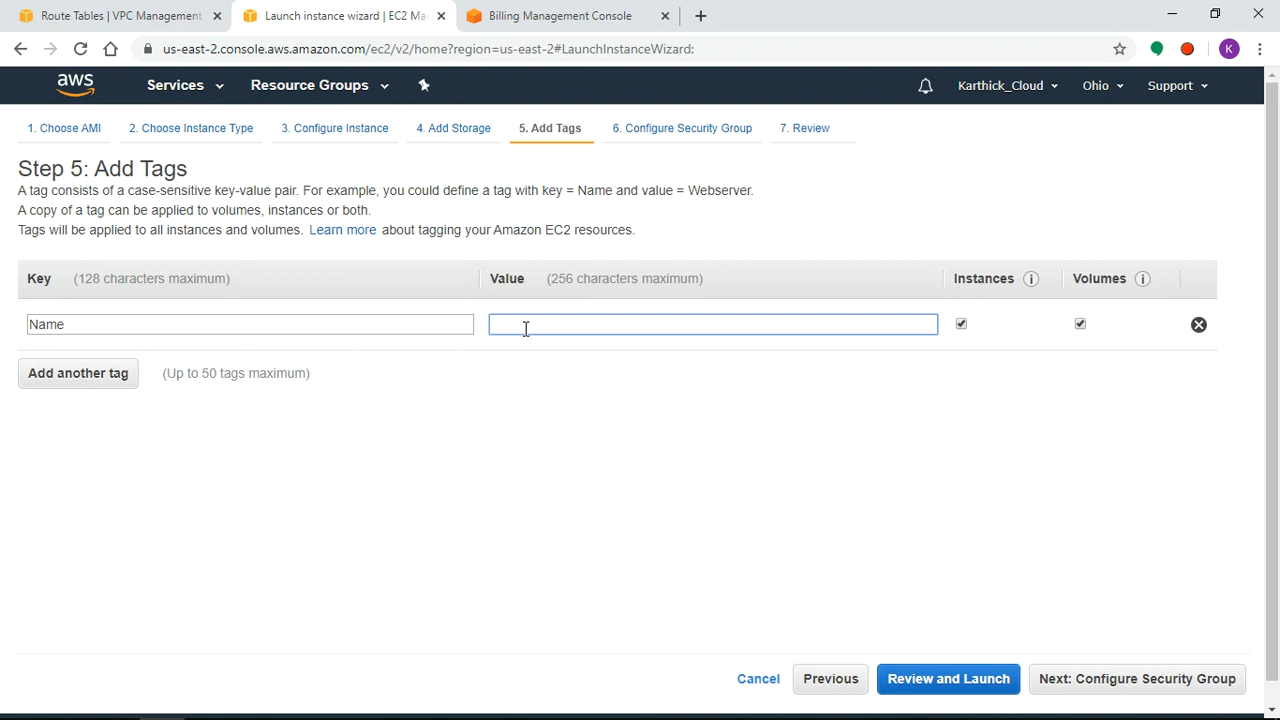 Route Tables | VPC Management
Launch instance wizard | EC2 Ma
Billing Management Console
us-east-2.console.aws.amazon.com/ec2/v2/home?region=us-east-2#LaunchInstanceWizard:
K
aws
Services
Resource Groups
Karthick_Cloud
Ohio
Support
1. Choose AMI
2. Choose Instance Type
3. Configure Instance
4. Add Storage
5. Add Tags
6. Configure Security Group
7. Review
Step 5: Add Tags
A tag consists of a case-sensitive key-value pair. For example, you could define a tag with key = Name and value = Webserver.
A copy of a tag can be applied to volumes, instances or both.
Tags will be applied to all instances and volumes. Learn more about tagging your Amazon EC2 resources.
Key (128 characters maximum)
Value (256 characters maximum)
Instances
Volumes
Name
Add another tag
(Up to 50 tags maximum)
Cancel
Previous
Review and Launch
Next: Configure Security Group